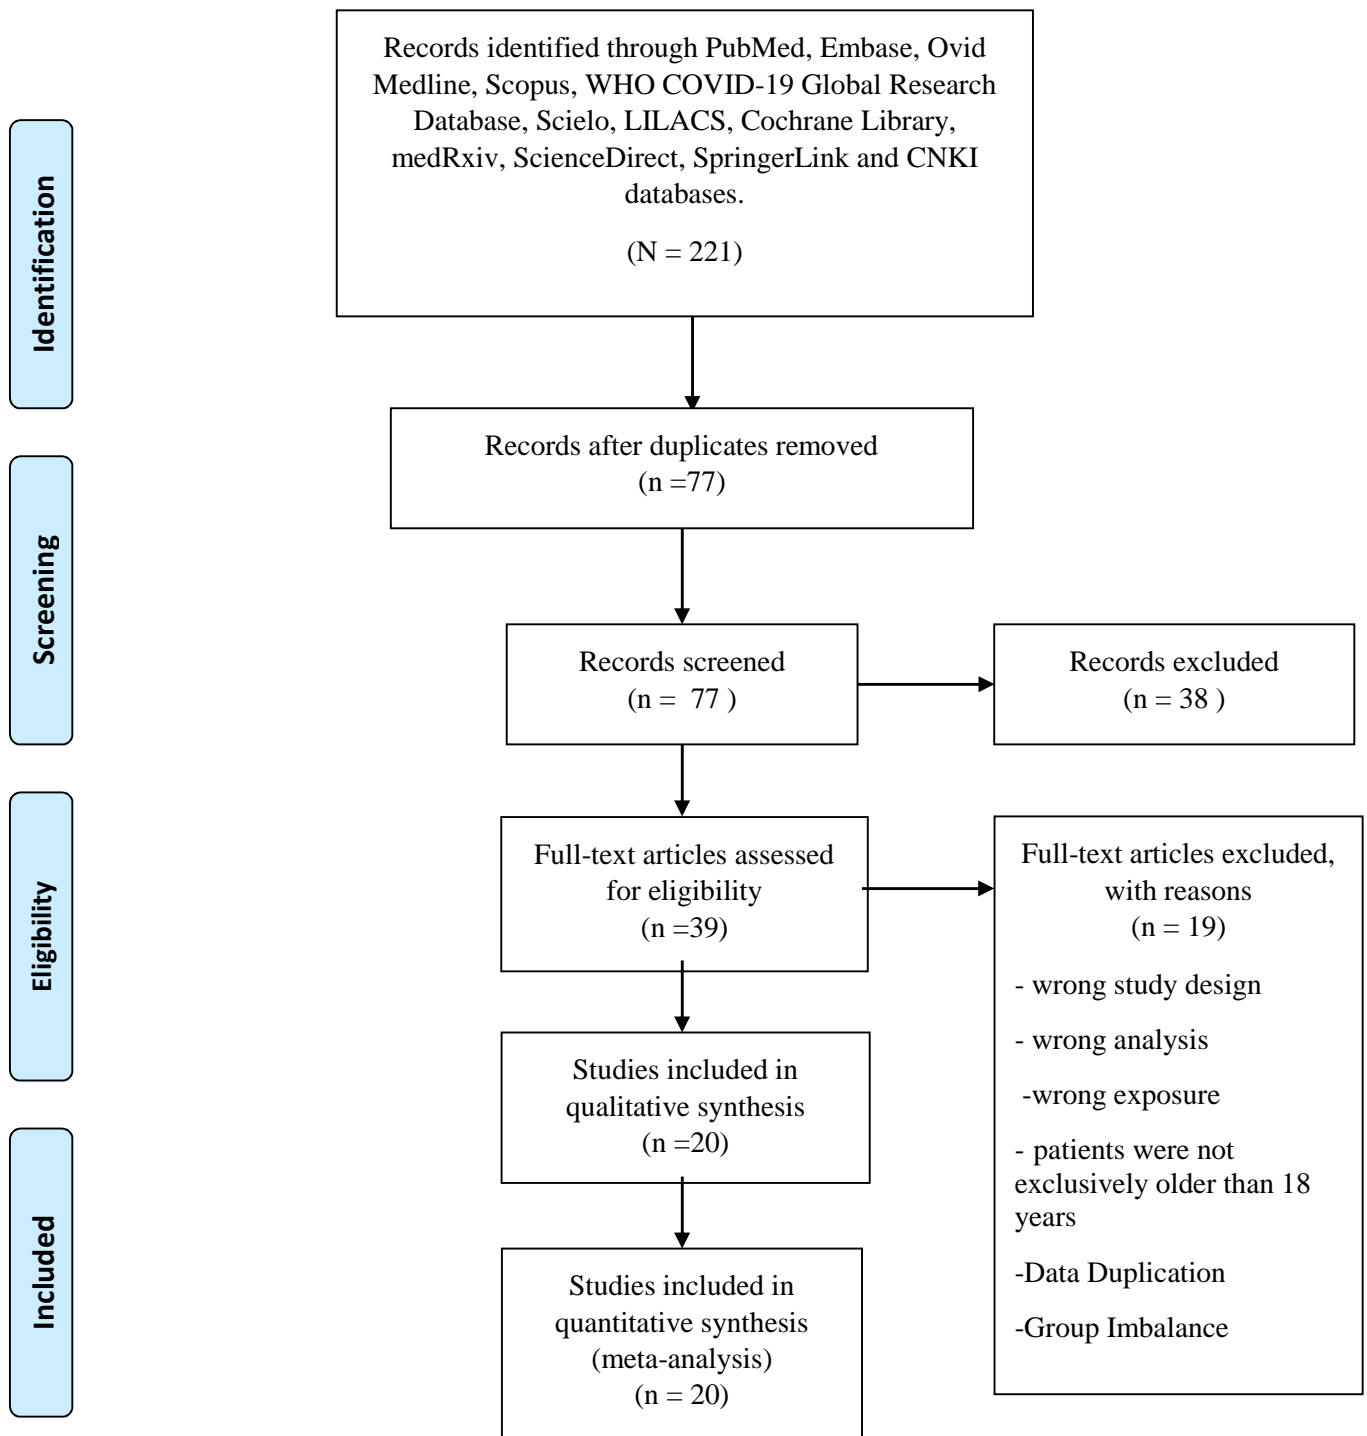 Records identified through PubMed, Embase, Ovid
Medline, Scopus, WHO COVID-19 Global Research
Database, Scielo, LILACS, Cochrane Library,
medRxiv, ScienceDirect, SpringerLink and CNKI
databases.
(N = 221)
Identification
Records after duplicates removed
(n =77)
Screening
Records screened
(n = 77 )
Records excluded
(n = 38 )
Eligibility
Full-text articles assessed
for eligibility
(n =39)
Full-text articles excluded,
with reasons
(n = 19)
- wrong study design
- wrong analysis
-wrong exposure
- patients were not
exclusively older than 18
years
-Data Duplication
-Group Imbalance
Studies included in
qualitative synthesis
(n =20)
Included
Studies included in
quantitative synthesis
(meta-analysis)
(n = 20)